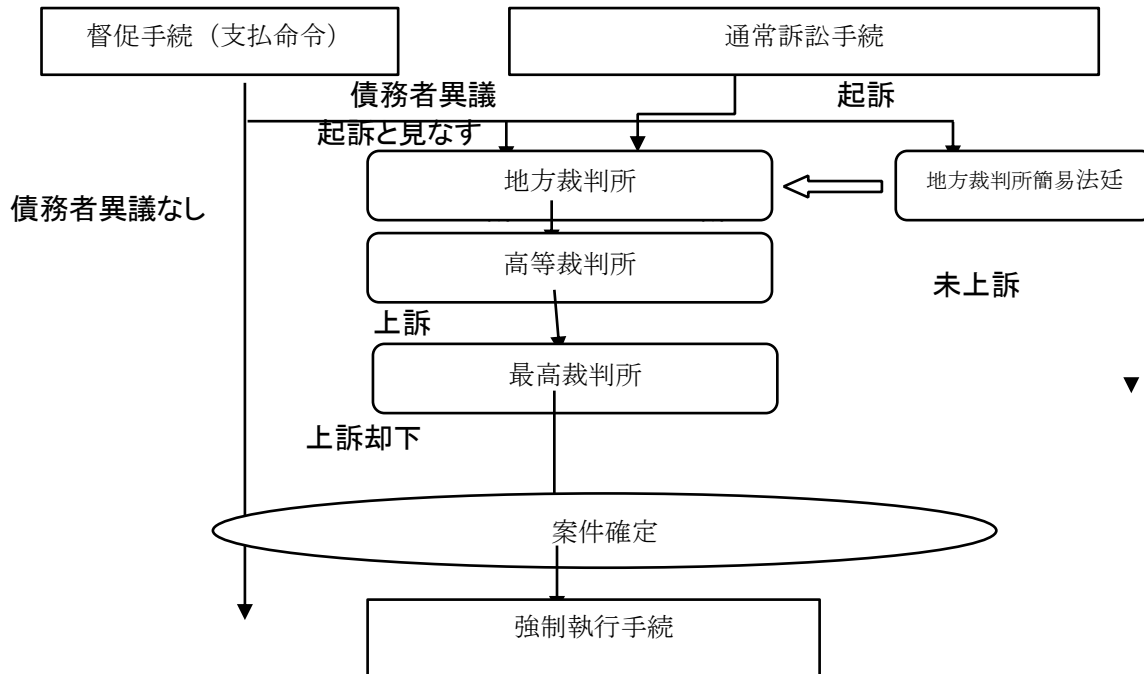 督促手続（支払命令）
通常訴訟手続
債務者異議
起訴
起訴と見なす
地方裁判所
地方裁判所簡易法廷
債務者異議なし
高等裁判所
未上訴
上訴
最高裁判所
上訴却下
案件確定
強制執行手続